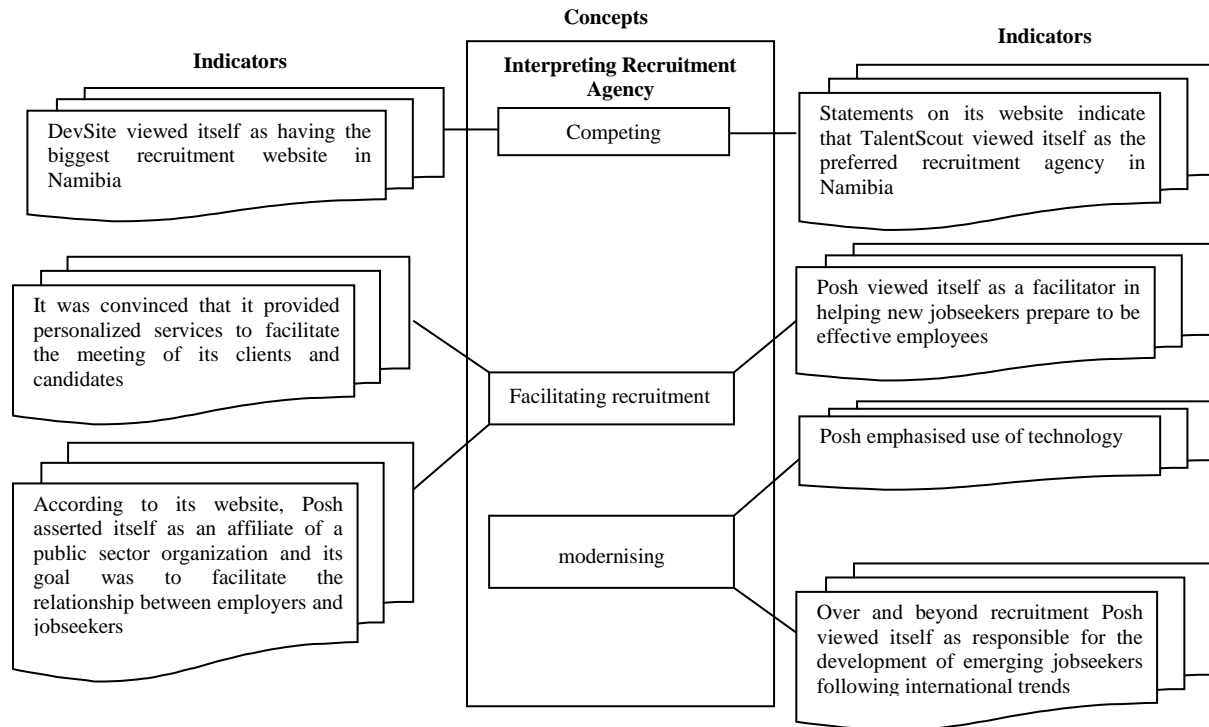 Concepts
Indicators
Indicators
Interpreting Recruitment
Agency
DevSite viewed itself as having the
biggest recruitment website in
Namibia
Competing
Statements on its website indicate
that TalentScout viewed itself as the
preferred recruitment agency in
Namibia
It was convinced that it provided
personalized services to facilitate
the meeting of its clients and
candidates
Posh viewed itself as a facilitator in
helping new jobseekers prepare to be
effective employees
Facilitating recruitment
Posh emphasised use of technology
According to its website, Posh
asserted itself as an affiliate of a
public sector organization and its
goal was to facilitate the
relationship between employers and
jobseekers
modernising
Over and beyond recruitment Posh
viewed itself as responsible for the
development of emerging jobseekers
following international trends